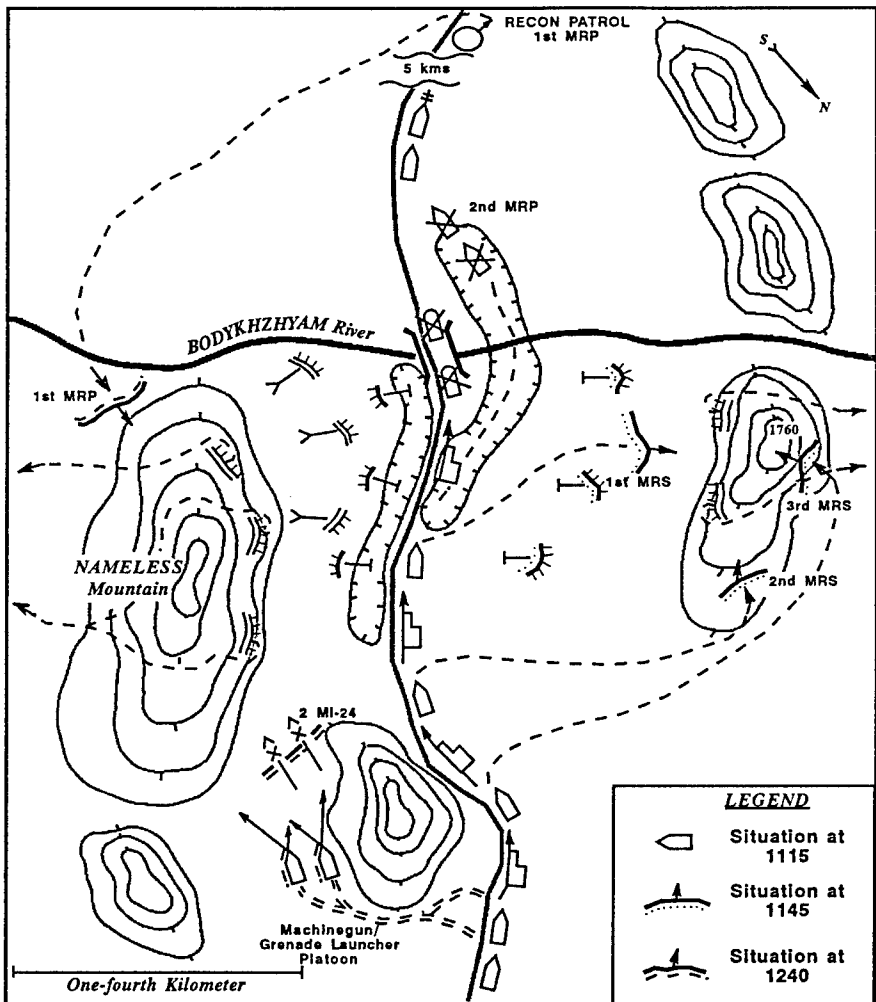 RECON PATROL
1st MRP
5 kms
S
N
2nd MRP
BODYKHZHYAM River
1st MRP
1760
1st MRS
3rd MRS
NAMELESS
Mountain
2nd MRS
2 MI-24
LEGEND
Situation at
1115
Situation at
1145
Machinegun/
Grenade Launcher
Platoon
Situation at
1240
One-fourth Kilometer